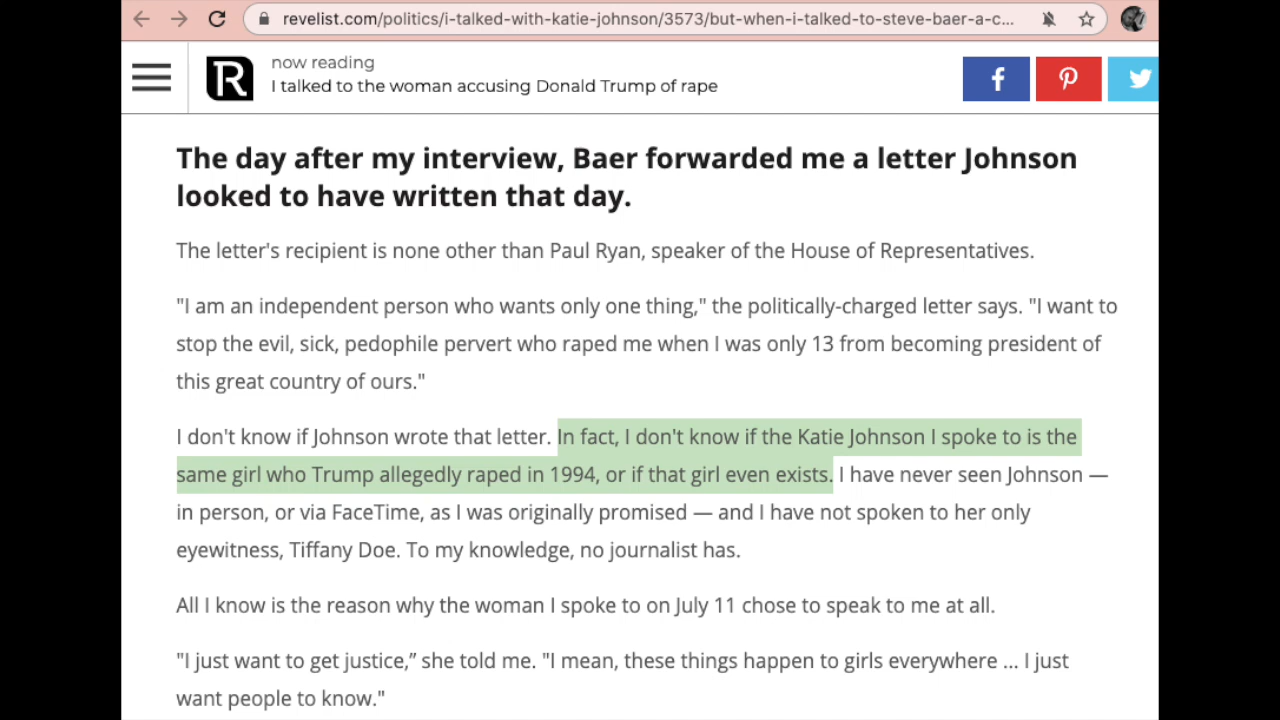 revelist.com/politics/i-talked-with-katie-johnson/3573/but-when-i-talked-to-steve-baer-a-c...
R
now reading
I talked to the woman accusing Donald Trump of rape
The day after my interview, Baer forwarded me a letter Johnson
looked to have written that day.
The letter's recipient is none other than Paul Ryan, speaker of the House of Representatives.
"I am an independent person who wants only one thing," the politically-charged letter says. "I want to
stop the evil, sick, pedophile pervert who raped me when I was only 13 from becoming president of
this great country of ours."
I don't know if Johnson wrote that letter. In fact, I don't know if the Katie Johnson I spoke to is the
same girl who Trump allegedly raped in 1994, or if that girl even exists. I have never seen Johnson —
in person, or via FaceTime, as I was originally promised — and I have not spoken to her only
eyewitness, Tiffany Doe. To my knowledge, no journalist has.
All I know is the reason why the woman I spoke to on July 11 chose to speak to me at all.
"I just want to get justice,” she told me. "I mean, these things happen to girls everywhere ... I just
want people to know."